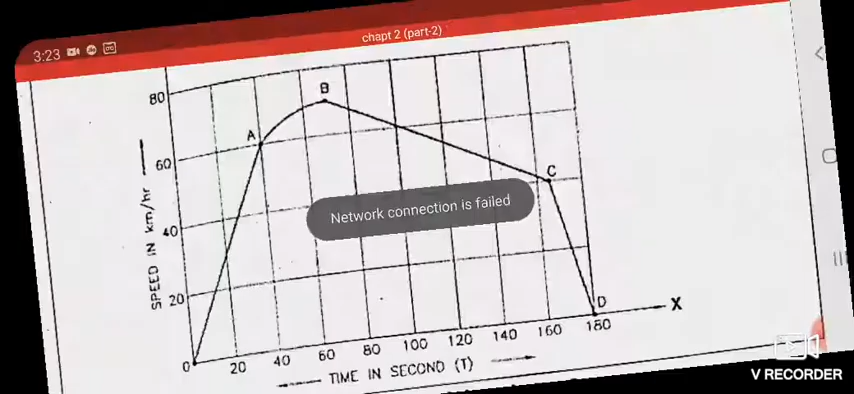 3:23
chapt 2 (part-2)
80
60
40
20
0
SPEED IN km/hr
A
B
C
D
X
20 40 60 80 100 120 140 160 180
TIME IN SECOND (T)
Network connection is failed
V RECORDER